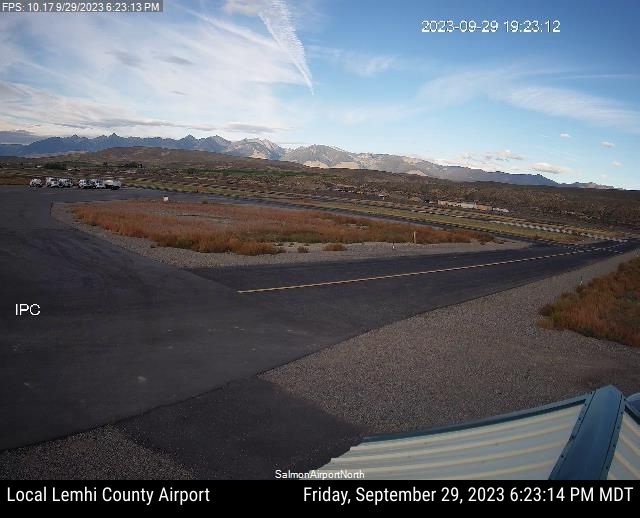 FPS: 10.17 9/29/2023 6:23:13 PM
2023-09-29 19:23:12
IPC
SalmonAirportNorth
Local Lemhi County Airport
Friday, September 29, 2023 6:23:14 PM MDT